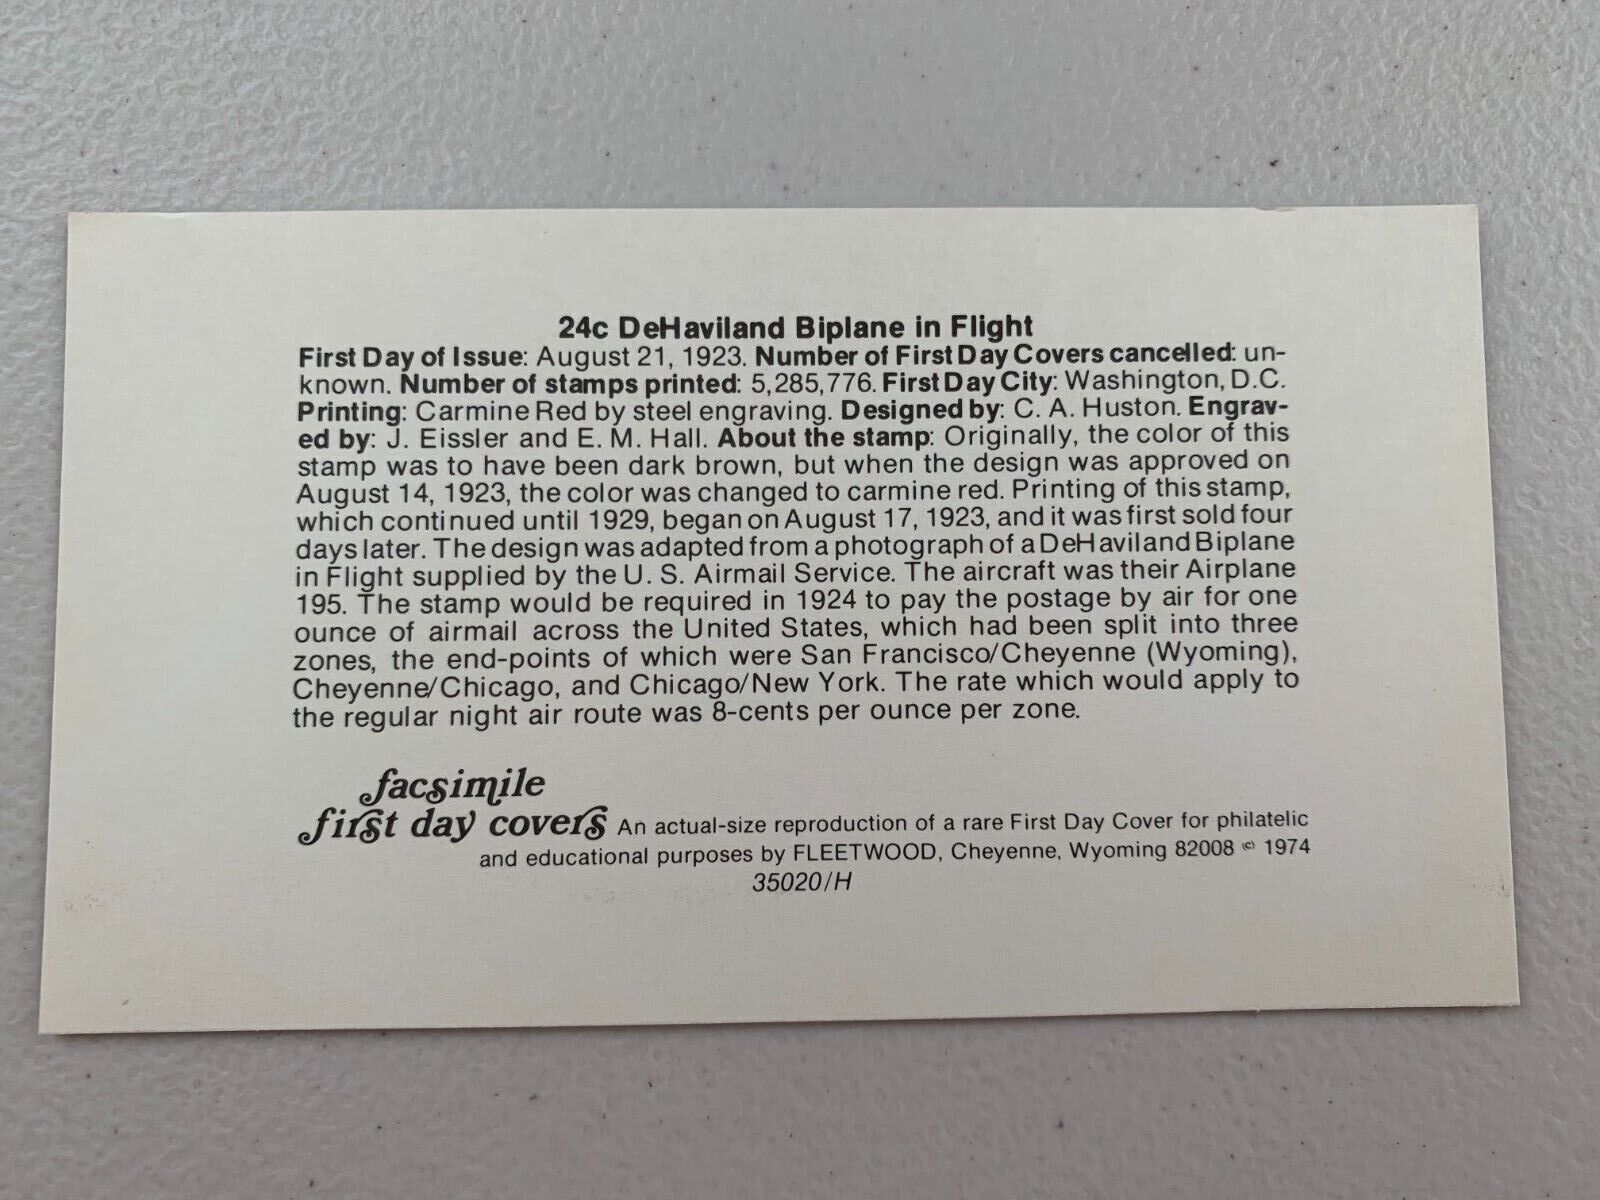 24c DeHaviland Biplane in Flight
First Day of Issue: August 21, 1923. Number of First Day Covers cancelled: un-
known. Number of stamps printed: 5,285,776. First Day City: Washington, D.C.
Printing: Carmine Red by steel engraving. Designed by: C. A. Huston. Engrav-
ed by: J. Eissler and E. M. Hall. About the stamp: Originally, the color of this
stamp was to have been dark brown, but when the design was approved on
August 14, 1923, the color was changed to carmine red. Printing of this stamp,
which continued until 1929, began on August 17, 1923, and it was first sold four
days later. The design was adapted from a photograph of a DeHaviland Biplane
in Flight supplied by the U. S. Airmail Service. The aircraft was their Airplane
195. The stamp would be required in 1924 to pay the postage by air for one
ounce of airmail across the United States, which had been split into three
zones, the end-points of which were San Francisco/Cheyenne (Wyoming),
Cheyenne/Chicago, and Chicago/New York. The rate which would apply to
the regular night air route was 8-cents per ounce per zone.
facsimile
first day covers An actual-size reproduction of a rare First Day Cover for philatelic
and educational purposes by FLEETWOOD, Cheyenne, Wyoming 82008 © 1974
35020/H